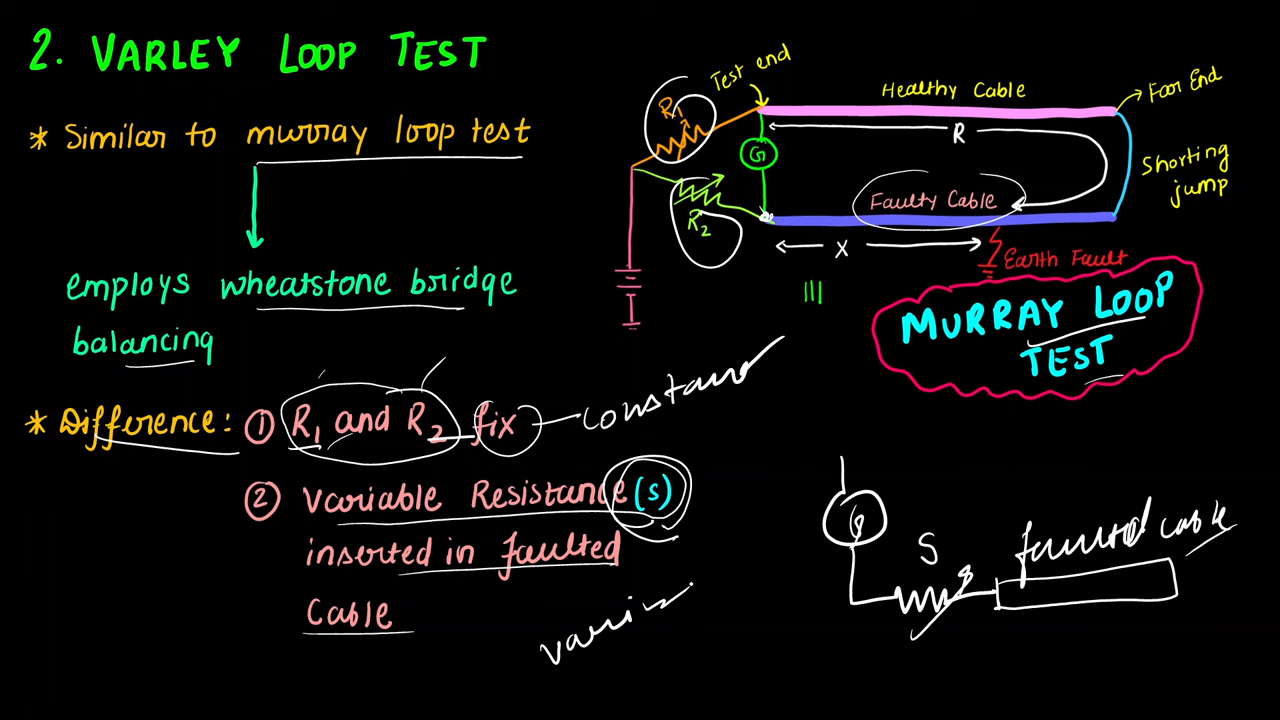 2. VARLEY LOOP TEST
* Similar to murray loop test
employs wheatstone bridge
balancing
* Difference: ① R₁ and R₂ fix
constant
② Variable Resistance (S)
inserted in faulted
Cable
R₁
Test end
Healthy Cable
Far End
G
R
Shorting
jump
R₂
Faulty Cable
X
Earth Fault
MURRAY LOOP
TEST
G
S
faulted cable